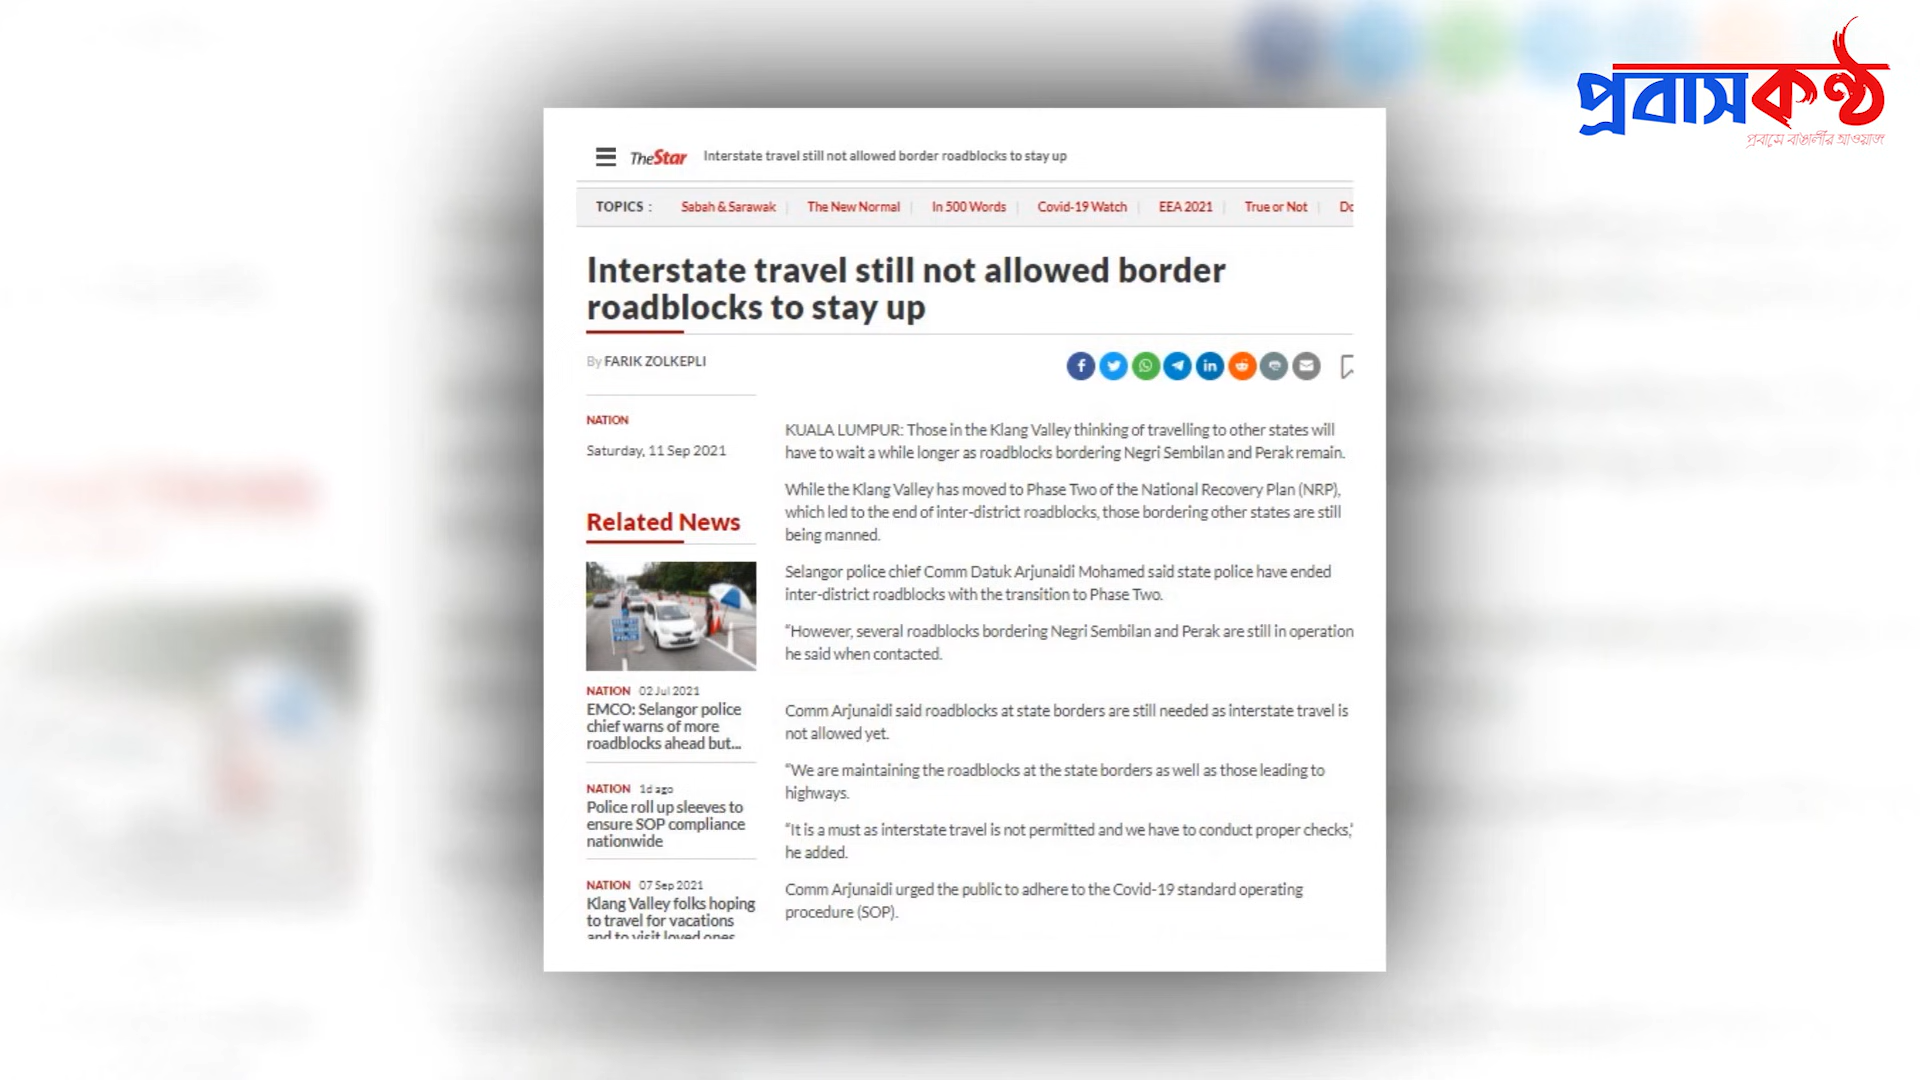 প্রবাসকণ্ঠ
প্রবাসে বাঙালীর আওয়াজ
TheStar Interstate travel still not allowed border roadblocks to stay up
TOPICS : Sabah & Sarawak The New Normal In 500 Words Covid-19 Watch EEA 2021 True or Not Do
Interstate travel still not allowed border
roadblocks to stay up
By FARIK ZOLKEPLI
NATION
Saturday, 11 Sep 2021
Related News
NATION 02 Jul 2021
EMCO: Selangor police
chief warns of more
roadblocks ahead but...
NATION 1d ago
Police roll up sleeves to
ensure SOP compliance
nationwide
NATION 07 Sep 2021
Klang Valley folks hoping
to travel for vacations
and to visit loved ones
KUALA LUMPUR: Those in the Klang Valley thinking of travelling to other states will
have to wait a while longer as roadblocks bordering Negri Sembilan and Perak remain.
While the Klang Valley has moved to Phase Two of the National Recovery Plan (NRP),
which led to the end of inter-district roadblocks, those bordering other states are still
being manned.
Selangor police chief Comm Datuk Arjunaidi Mohamed said state police have ended
inter-district roadblocks with the transition to Phase Two.
“However, several roadblocks bordering Negri Sembilan and Perak are still in operation
he said when contacted.
Comm Arjunaidi said roadblocks at state borders are still needed as interstate travel is
not allowed yet.
“We are maintaining the roadblocks at the state borders as well as those leading to
highways.
“It is a must as interstate travel is not permitted and we have to conduct proper checks,”
he added.
Comm Arjunaidi urged the public to adhere to the Covid-19 standard operating
procedure (SOP).